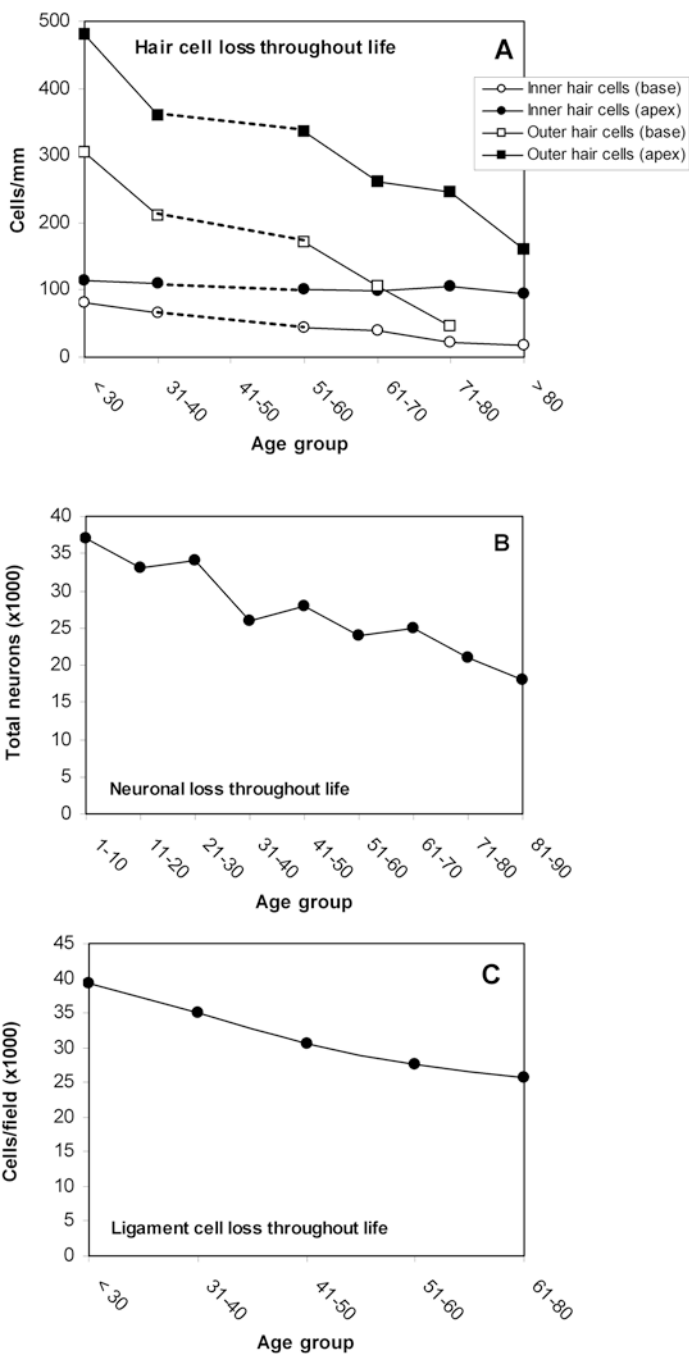 Hair cell loss throughout life
A
Cells/mm
500
400
300
200
100
0
Inner hair cells (base)
Inner hair cells (apex)
Outer hair cells (base)
Outer hair cells (apex)
< 30
31-40
41-50
51-60
61-70
71-80
> 80
Age group
B
Total neurons (x1000)
40
35
30
25
20
15
10
5
0
Neuronal loss throughout life
1-10
11-20
21-30
31-40
41-50
51-60
61-70
71-80
81-90
Age group
C
Cells/field (x1000)
45
40
35
30
25
20
15
10
5
0
Ligament cell loss throughout life
< 30
31-40
41-50
51-60
61-80
Age group